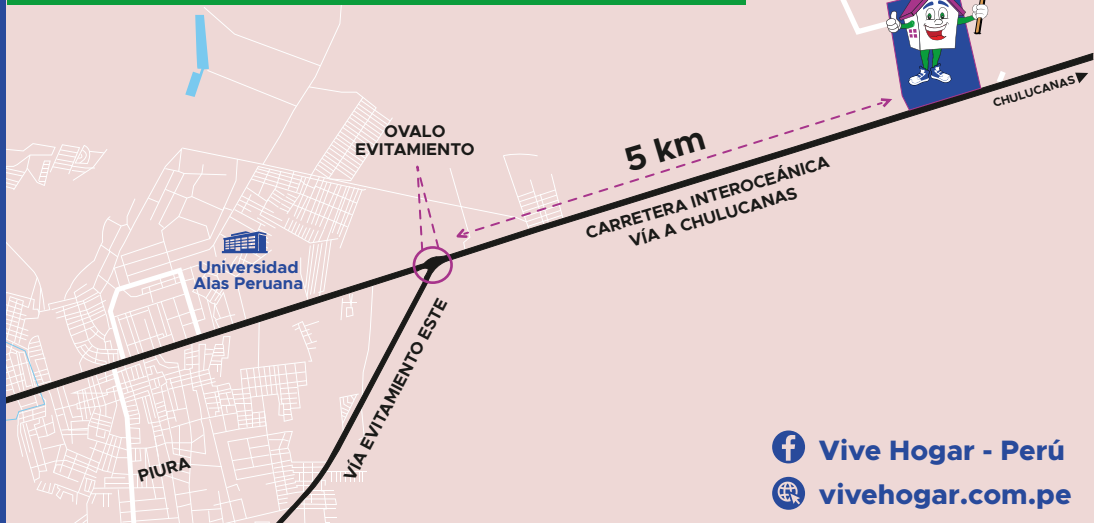 CHULUCANAS
OVALO
EVITAMIENTO
5 km
CARRETERA INTEROCEÁNICA
VÍA A CHULUCANAS
Universidad
Alas Peruana
VÍA EVITAMIENTO ESTE
PIURA
Vive Hogar - Perú
vivehogar.com.pe